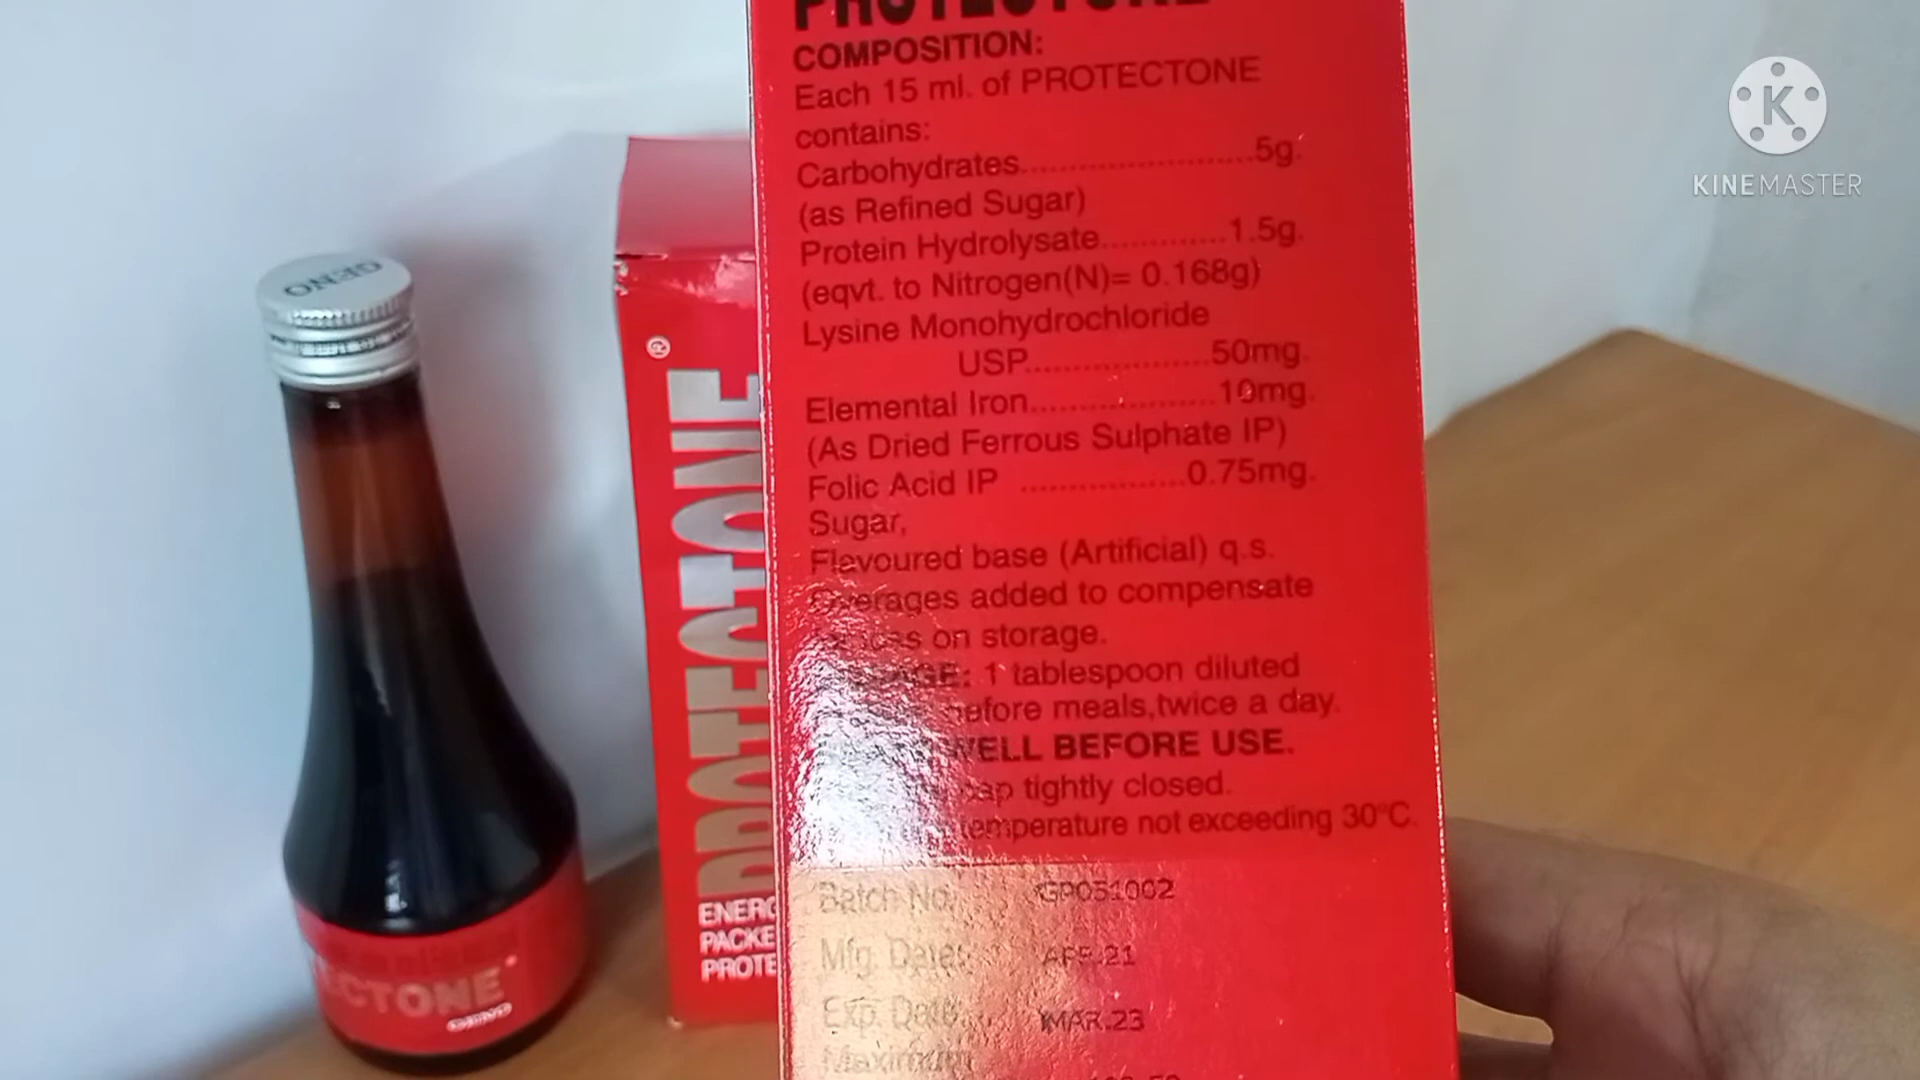 PROTECTONE
COMPOSITION:
Each 15 ml. of PROTECTONE
contains:
Carbohydrates.......................5g.
(as Refined Sugar)
Protein Hydrolysate.............1.5g.
(eqvt. to Nitrogen(N)= 0.168g)
Lysine Monohydrochloride
USP...................50mg.
Elemental Iron...................10mg.
(As Dried Ferrous Sulphate IP)
Folic Acid IP .................0.75mg.
Sugar,
Flavoured base (Artificial) q.s.
Overages added to compensate
on storage.
1 tablespoon diluted
before meals,twice a day.
WELL BEFORE USE.
cap tightly closed.
temperature not exceeding 30°C.
Batch No. GP051002
Mfg. Date: APR.21
Exp. Date: MAR.23
Maximum
PROTECTONE
ENERG
PACKE
PROTE
GENO
ECTONE
GENO
KINEMASTER
K